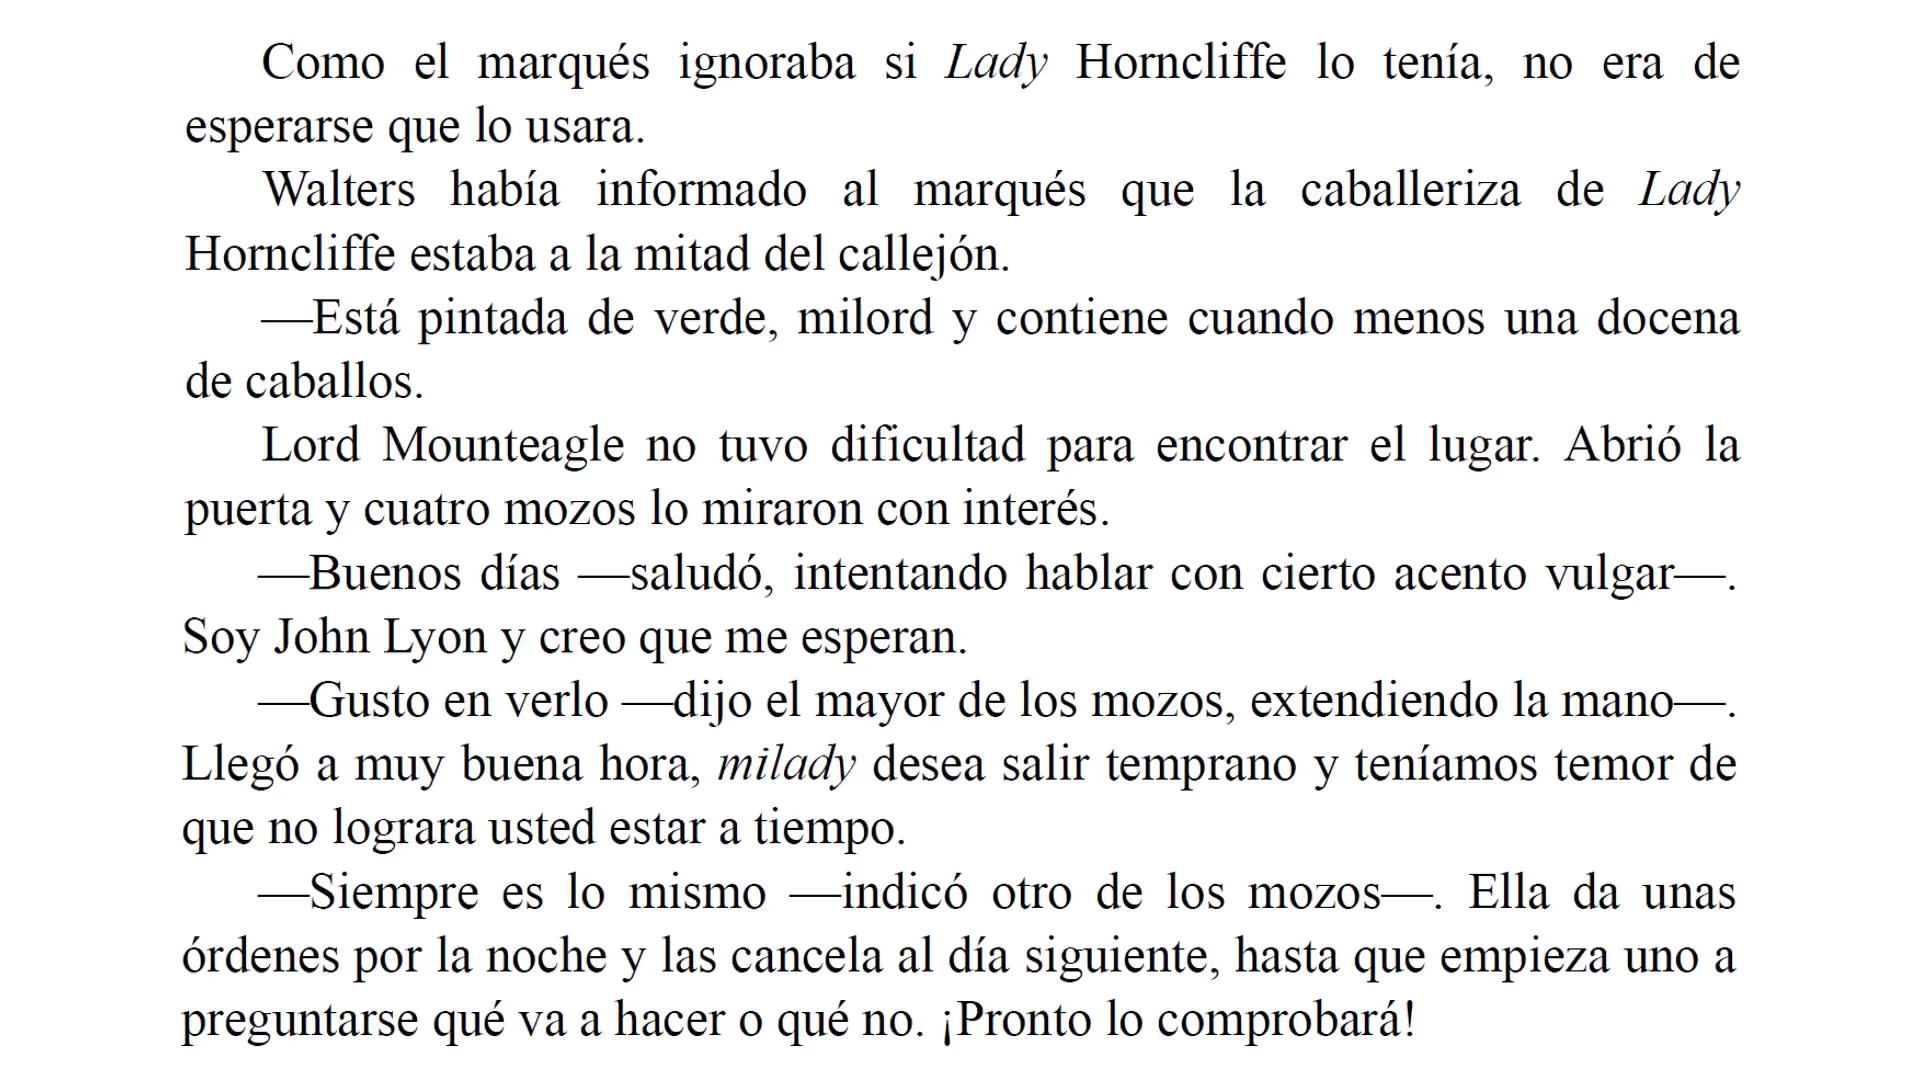 Como el marqués ignoraba si Lady Horncliffe lo tenía, no era de
esperarse que lo usara.
Walters había informado al marqués que la caballeriza de Lady
Horncliffe estaba a la mitad del callejón.
—Está pintada de verde, milord y contiene cuando menos una docena
de caballos.
Lord Mounteagle no tuvo dificultad para encontrar el lugar. Abrió la
puerta y cuatro mozos lo miraron con interés.
—Buenos días —saludó, intentando hablar con cierto acento vulgar—.
Soy John Lyon y creo que me esperan.
—Gusto en verlo —dijo el mayor de los mozos, extendiendo la mano—.
Llegó a muy buena hora, milady desea salir temprano y teníamos temor de
que no lograra usted estar a tiempo.
—Siempre es lo mismo —indicó otro de los mozos—. Ella da unas
órdenes por la noche y las cancela al día siguiente, hasta que empieza uno a
preguntarse qué va a hacer o qué no. ¡Pronto lo comprobará!